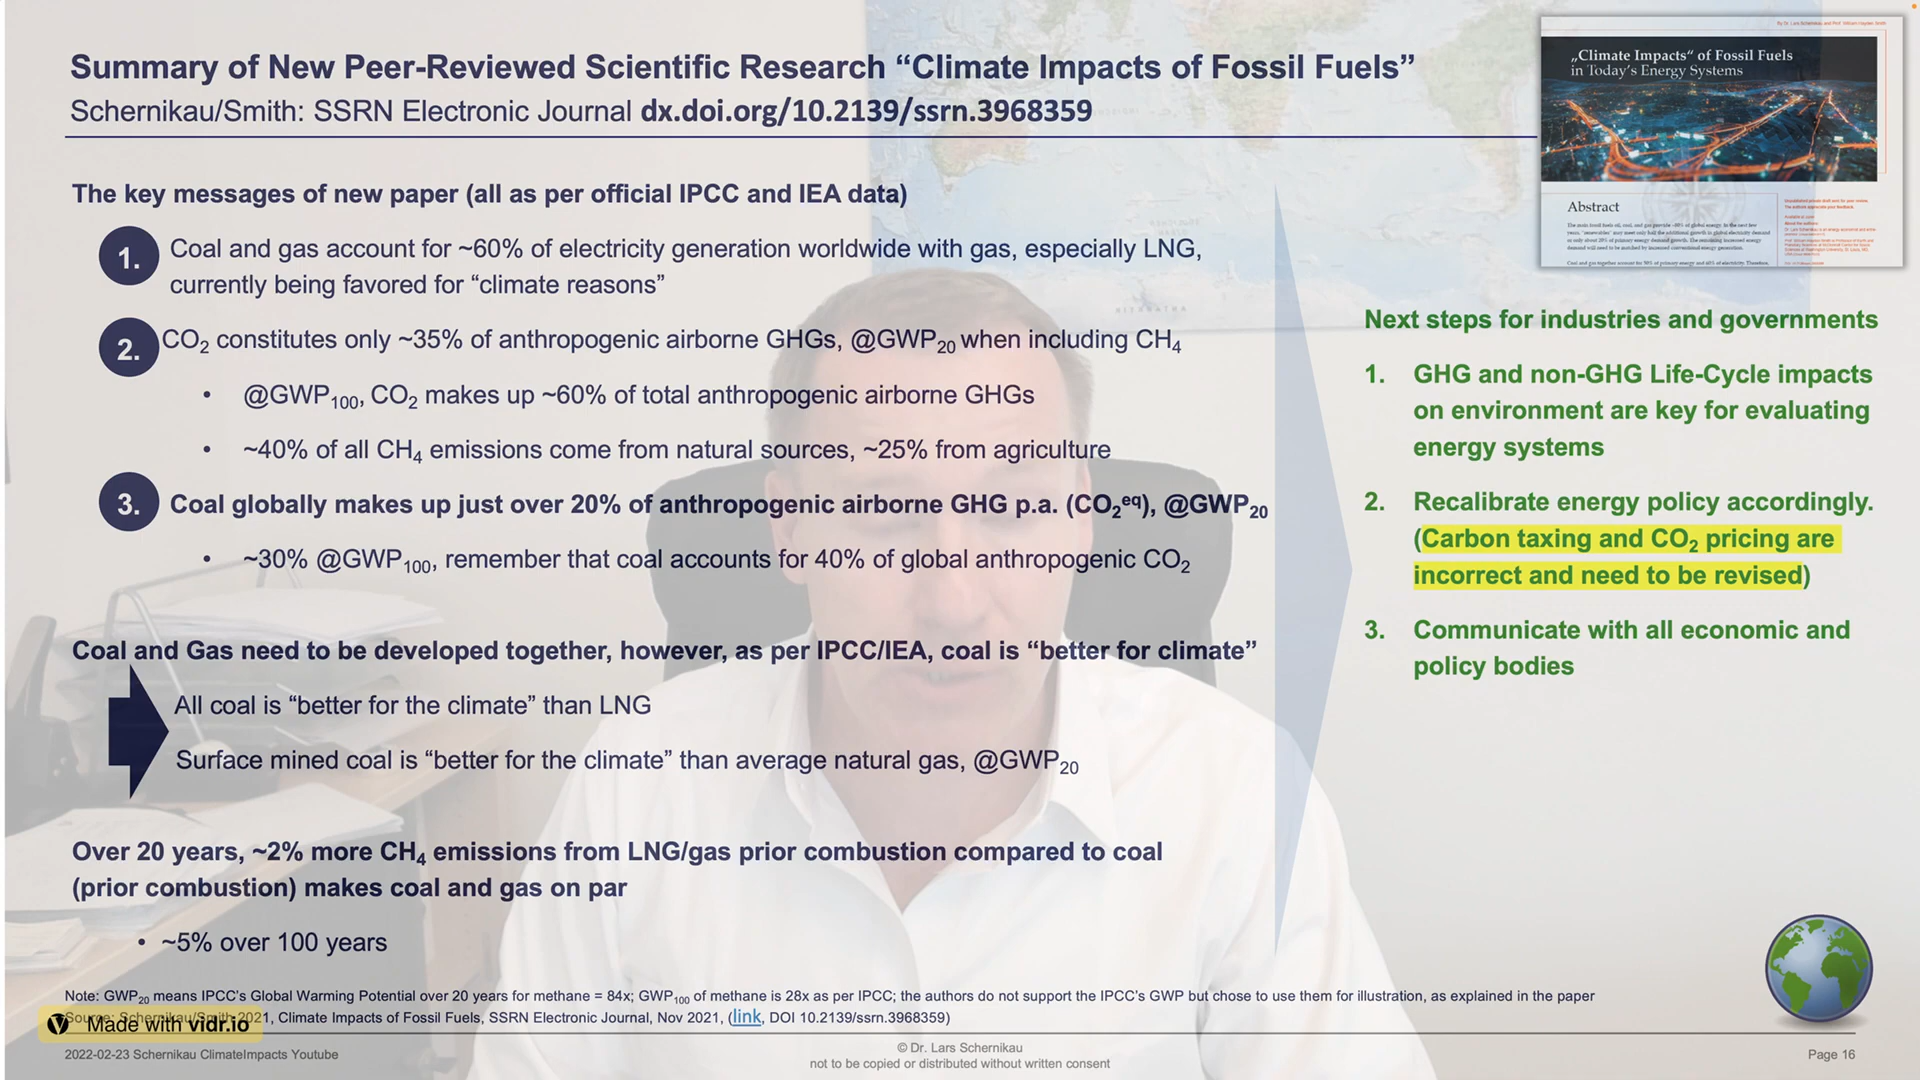 Summary of New Peer-Reviewed Scientific Research “Climate Impacts of Fossil Fuels”
Schernikau/Smith: SSRN Electronic Journal dx.doi.org/10.2139/ssrn.3968359
By Dr. Lars Schernikau and Prof. William Hayden Smith
„Climate Impacts“ of Fossil Fuels
in Today’s Energy Systems
Abstract
The key messages of new paper (all as per official IPCC and IEA data)
1. Coal and gas account for ~60% of electricity generation worldwide with gas, especially LNG,
currently being favored for “climate reasons”
2. CO₂ constitutes only ~35% of anthropogenic airborne GHGs, @GWP₂₀ when including CH₄
• @GWP₁₀₀, CO₂ makes up ~60% of total anthropogenic airborne GHGs
• ~40% of all CH₄ emissions come from natural sources, ~25% from agriculture
3. Coal globally makes up just over 20% of anthropogenic airborne GHG p.a. (CO₂ᵉq), @GWP₂₀
• ~30% @GWP₁₀₀, remember that coal accounts for 40% of global anthropogenic CO₂
Coal and Gas need to be developed together, however, as per IPCC/IEA, coal is “better for climate”
All coal is “better for the climate” than LNG
Surface mined coal is “better for the climate” than average natural gas, @GWP₂₀
Over 20 years, ~2% more CH₄ emissions from LNG/gas prior combustion compared to coal
(prior combustion) makes coal and gas on par
• ~5% over 100 years
Next steps for industries and governments
1. GHG and non-GHG Life-Cycle impacts
on environment are key for evaluating
energy systems
2. Recalibrate energy policy accordingly.
(Carbon taxing and CO₂ pricing are
incorrect and need to be revised)
3. Communicate with all economic and
policy bodies
Note: GWP₂₀ means IPCC’s Global Warming Potential over 20 years for methane = 84x; GWP₁₀₀ of methane is 28x as per IPCC; the authors do not support the IPCC’s GWP but chose to use them for illustration, as explained in the paper
Source: Schernikau/Smith 2021, Climate Impacts of Fossil Fuels, SSRN Electronic Journal, Nov 2021, (link, DOI 10.2139/ssrn.3968359)
Made with vidr.io
2022-02-23 Schernikau ClimateImpacts Youtube
© Dr. Lars Schernikau
not to be copied or distributed without written consent
Page 16